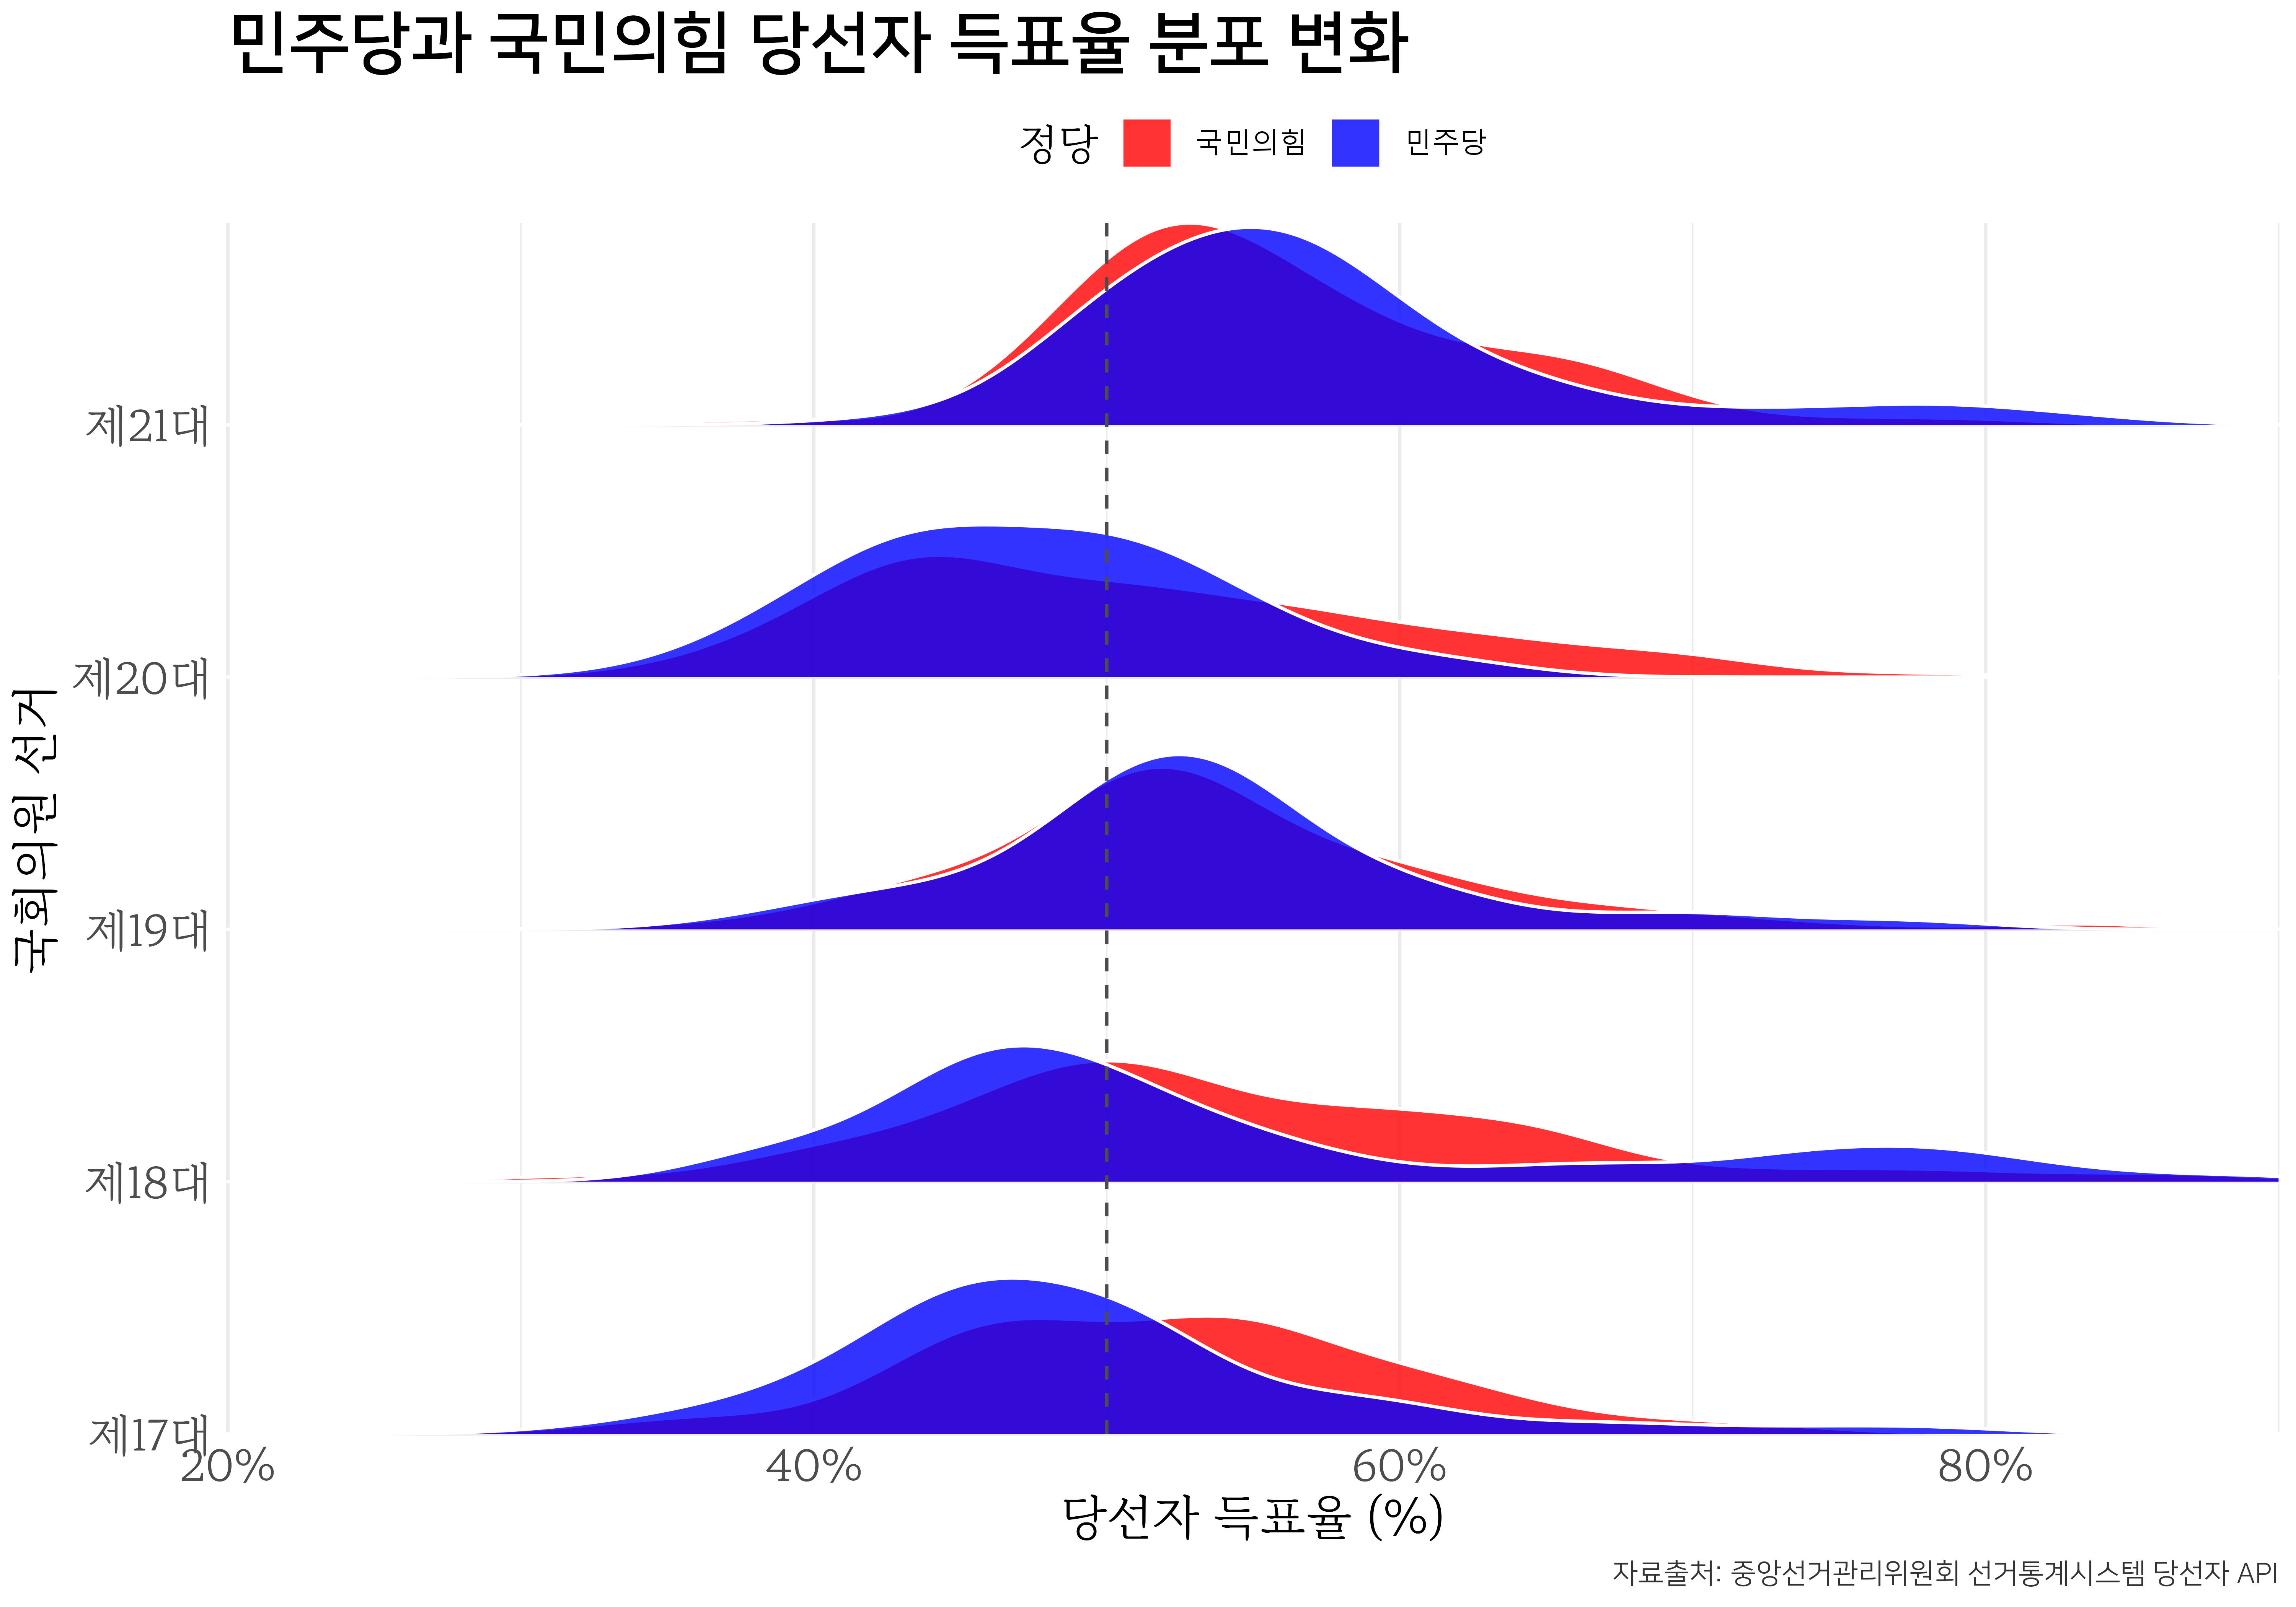 민주당과 국민의힘 당선자 득표율 분포 변화
정당 국민의힘 민주당
제21대
제20대
제19대
제18대
제17대
국회의원 선거
20% 40% 60% 80%
당선자 득표율 (%)
자료출처: 중앙선거관리위원회 선거통계시스템 당선자 API